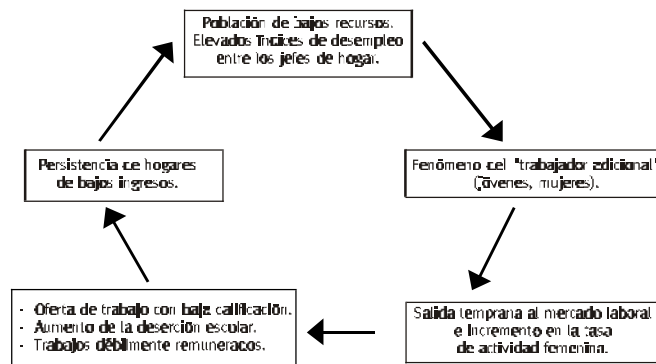 Población de bajos recursos.
Elevados índices de desempleo
entre los jefes de hogar.
Fenómeno del "trabajador adicional"
(jóvenes, mujeres).
Salida temprana al mercado laboral
e incremento en la tasa
de actividad femenina.
- Oferta de trabajo con baja calificación.
- Aumento de la deserción escolar.
- Trabajos débilmente remunerados.
Persistencia de hogares
de bajos ingresos.